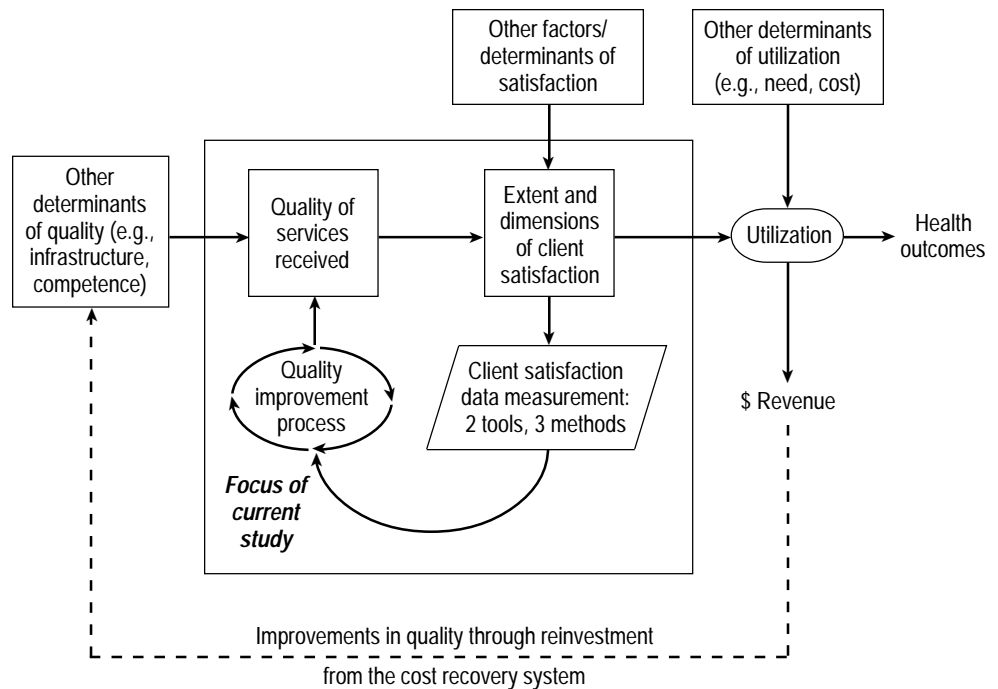 Other factors/
determinants of
satisfaction
Other determinants
of utilization
(e.g., need, cost)
Other
determinants
of quality (e.g.,
infrastructure,
competence)
Quality of
services
received
Extent and
dimensions
of client
satisfaction
Utilization
Health
outcomes
Quality
improvement
process
Client satisfaction
data measurement:
2 tools, 3 methods
$ Revenue
Focus of
current
study
Improvements in quality through reinvestment
from the cost recovery system